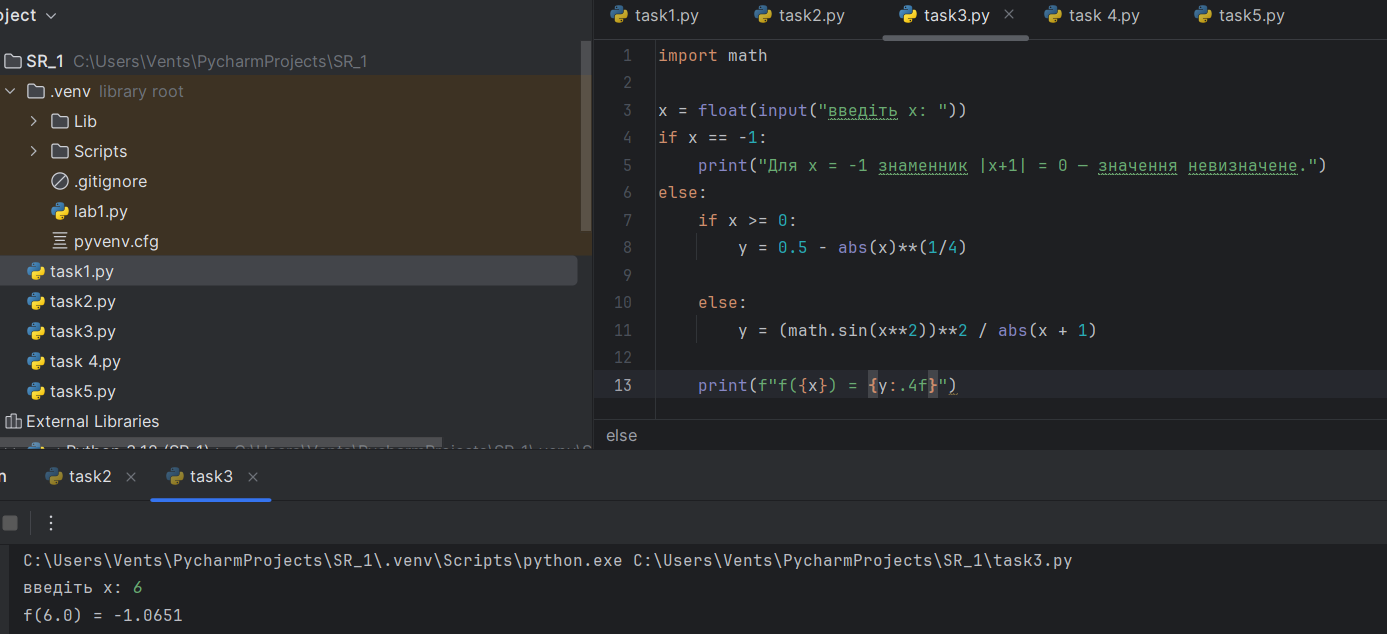 ject
task1.py task2.py task3.py task 4.py task5.py
SR_1 C:\Users\Vents\PycharmProjects\SR_1
.venv library root
Lib
Scripts
.gitignore
lab1.py
pyvenv.cfg
task1.py
task2.py
task3.py
task 4.py
task5.py
External Libraries
1 import math
2
3 x = float(input("введіть x: "))
4 if x == -1:
5     print("Для x = -1 знаменник |x+1| = 0 — значення невизначене.")
6 else:
7     if x >= 0:
8         y = 0.5 - abs(x)**(1/4)
9
10     else:
11         y = (math.sin(x**2))**2 / abs(x + 1)
12
13     print(f"f({x}) = {y:.4f}")
else
task2 task3
C:\Users\Vents\PycharmProjects\SR_1\.venv\Scripts\python.exe C:\Users\Vents\PycharmProjects\SR_1\task3.py
введіть x: 6
f(6.0) = -1.0651